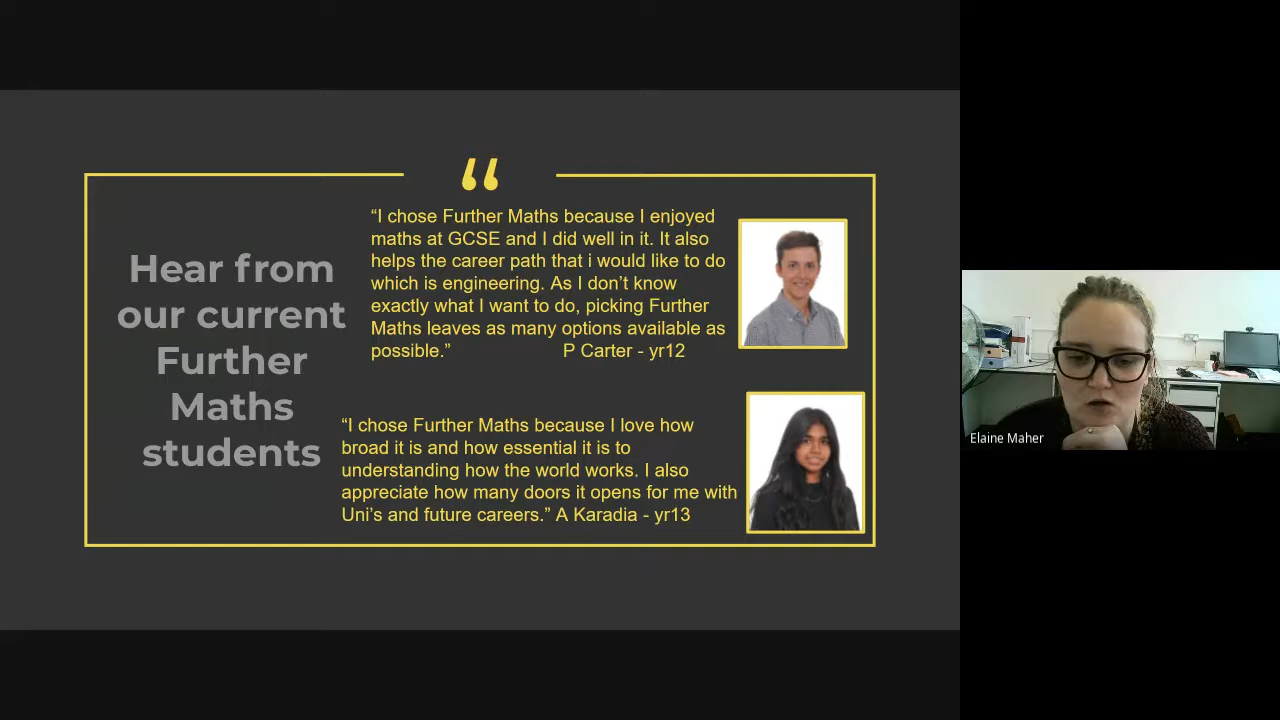 Hear from
our current
Further
Maths
students
“
“I chose Further Maths because I enjoyed
maths at GCSE and I did well in it. It also
helps the career path that i would like to do
which is engineering. As I don’t know
exactly what I want to do, picking Further
Maths leaves as many options available as
possible.” P Carter - yr12
“I chose Further Maths because I love how
broad it is and how essential it is to
understanding how the world works. I also
appreciate how many doors it opens for me with
Uni’s and future careers.” A Karadia - yr13
Elaine Maher